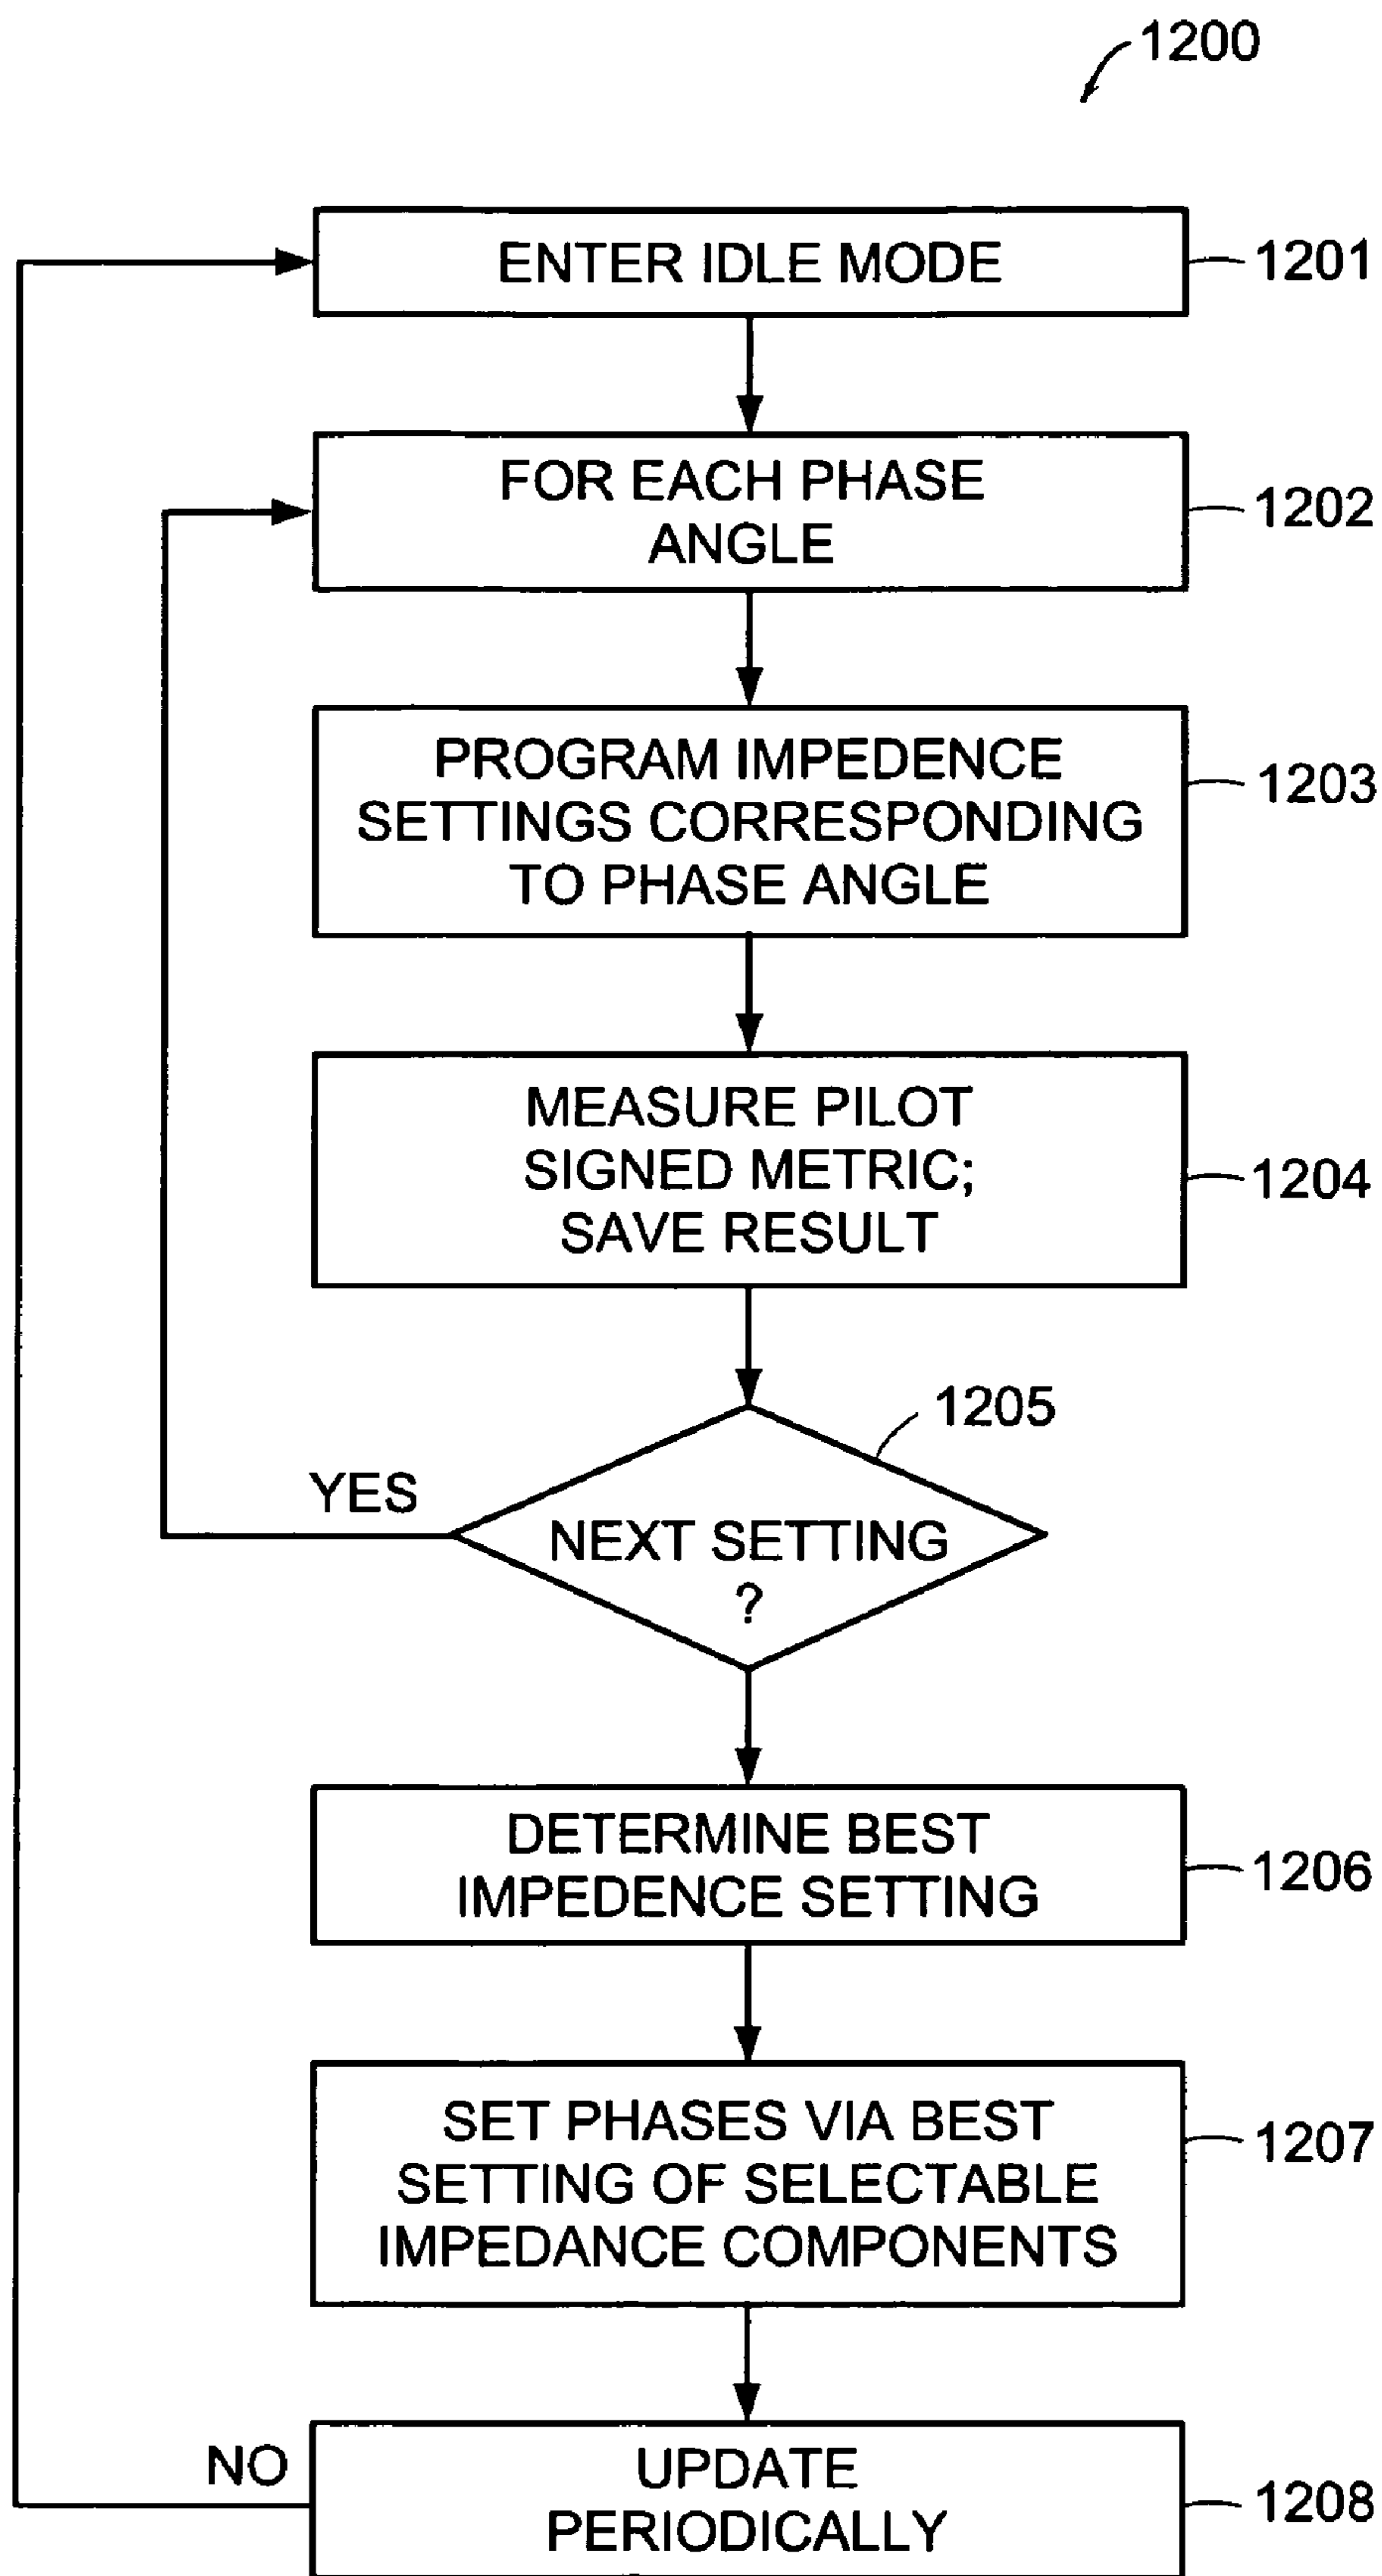 1200
ENTER IDLE MODE
1201
FOR EACH PHASE
ANGLE
1202
PROGRAM IMPEDENCE
SETTINGS CORRESPONDING
TO PHASE ANGLE
1203
MEASURE PILOT
SIGNED METRIC;
SAVE RESULT
1204
1205
YES
NEXT SETTING
?
DETERMINE BEST
IMPEDENCE SETTING
1206
SET PHASES VIA BEST
SETTING OF SELECTABLE
IMPEDANCE COMPONENTS
1207
NO
UPDATE
PERIODICALLY
1208